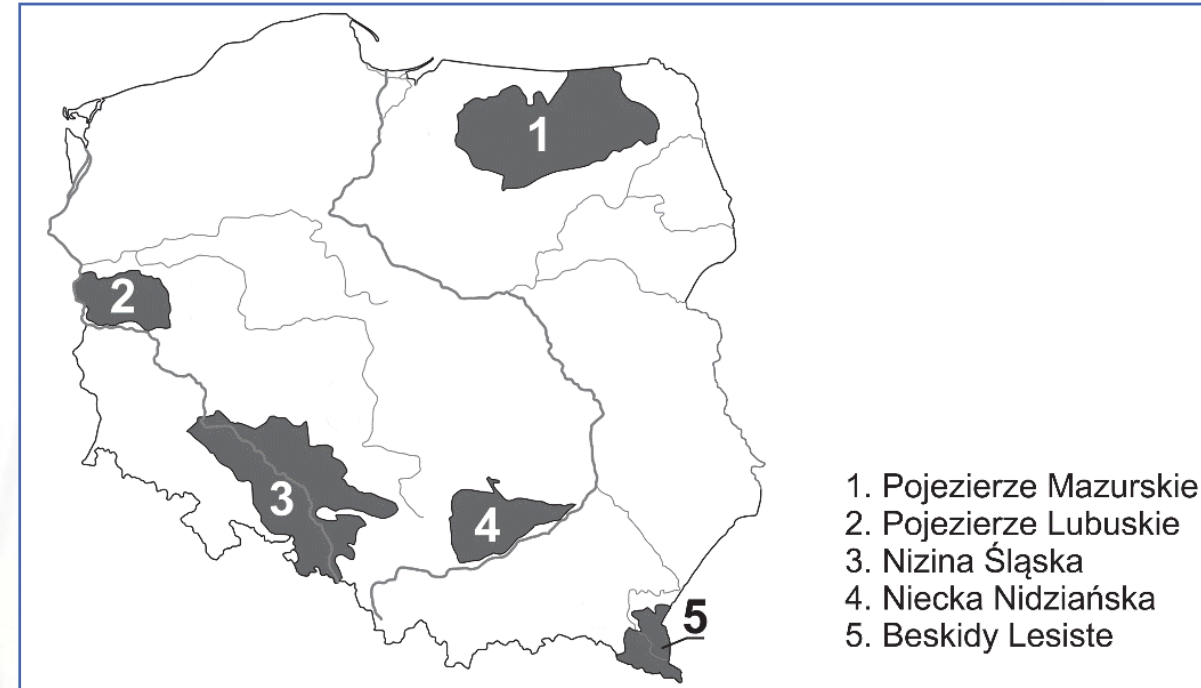 1
2
3
4
5
1. Pojezierze Mazurskie
2. Pojezierze Lubuskie
3. Nizina Śląska
4. Niecka Nidziańska
5. Beskidy Lesiste